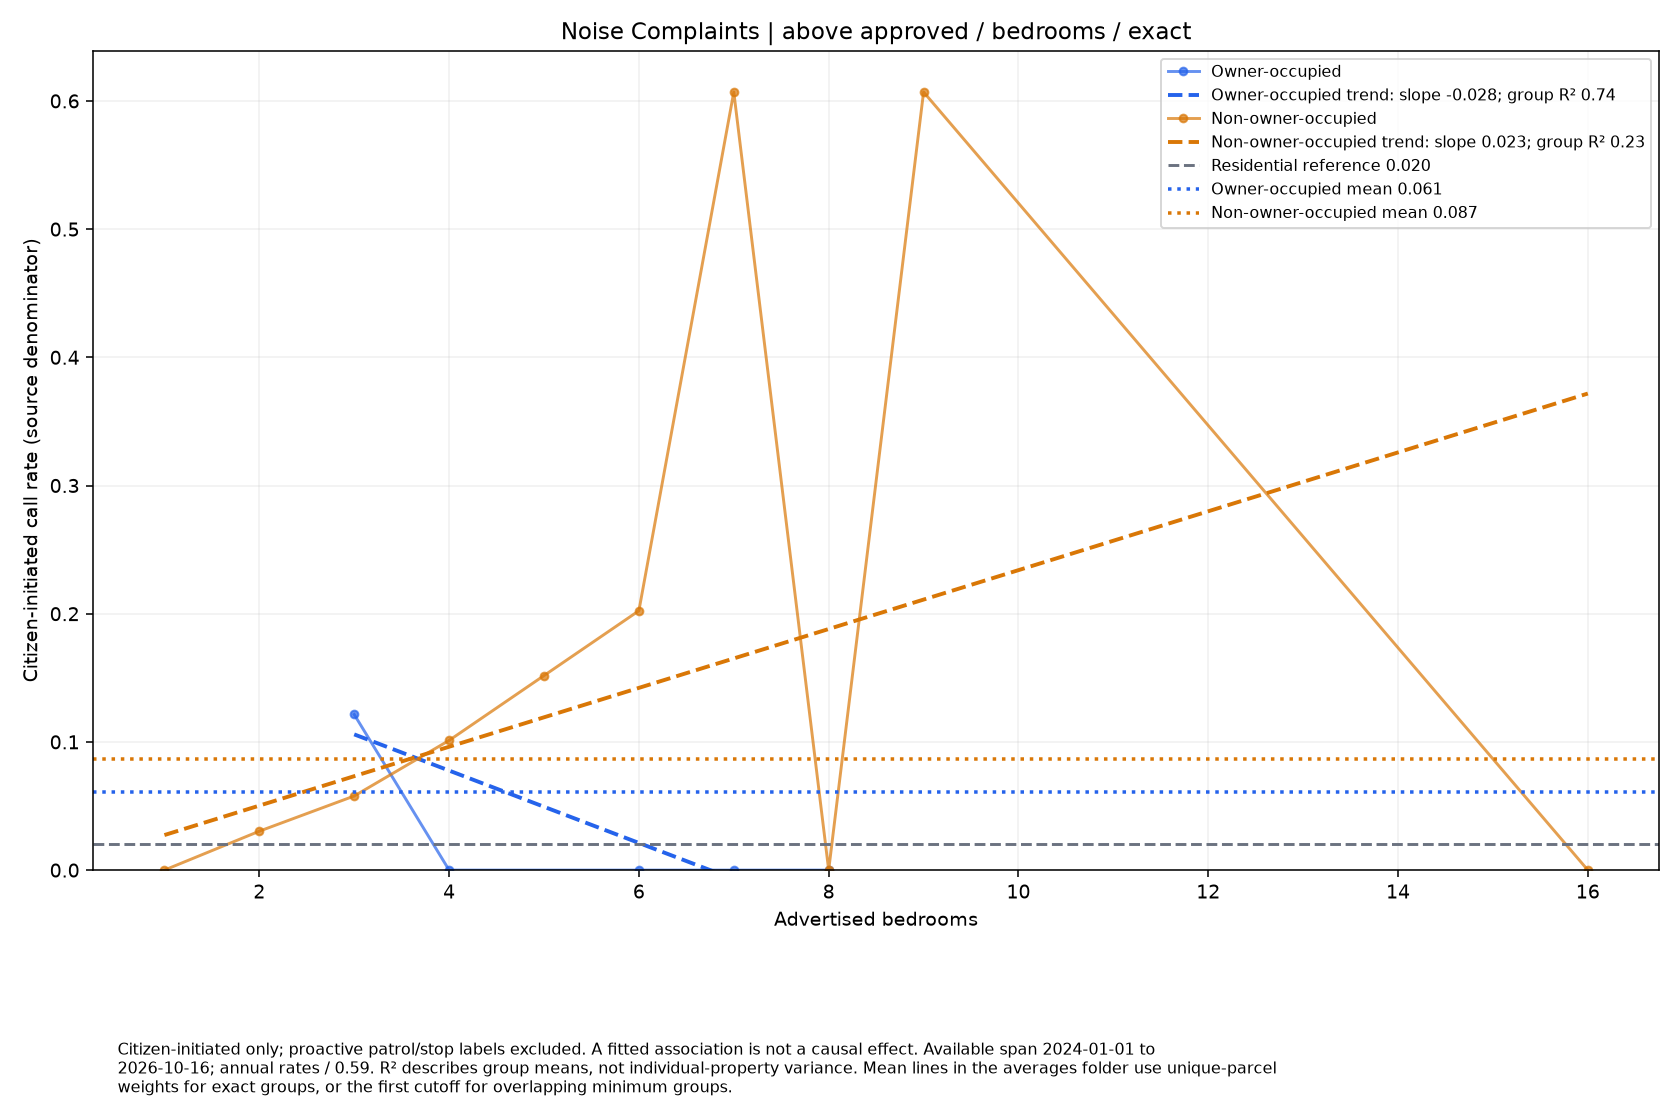 Noise Complaints | above approved / bedrooms / exact
Owner-occupied
Owner-occupied trend: slope -0.028; group R² 0.74
Non-owner-occupied
Non-owner-occupied trend: slope 0.023; group R² 0.23
Residential reference 0.020
Owner-occupied mean 0.061
Non-owner-occupied mean 0.087
Citizen-initiated call rate (source denominator)
0.6
0.5
0.4
0.3
0.2
0.1
0.0
2 4 6 8 10 12 14 16
Advertised bedrooms
Citizen-initiated only; proactive patrol/stop labels excluded. A fitted association is not a causal effect. Available span 2024-01-01 to
2026-10-16; annual rates / 0.59. R² describes group means, not individual-property variance. Mean lines in the averages folder use unique-parcel
weights for exact groups, or the first cutoff for overlapping minimum groups.